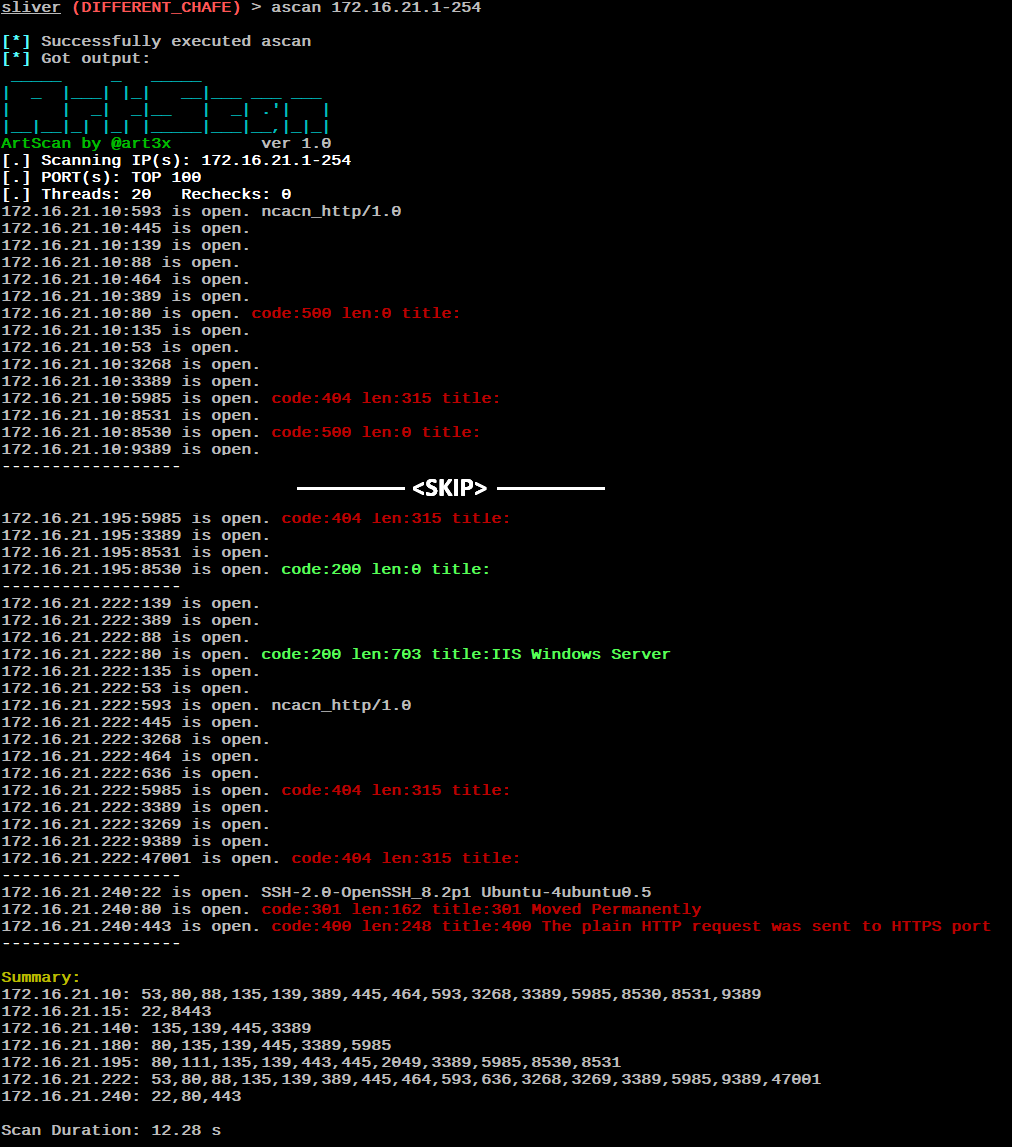 sliver (DIFFERENT_CHAFE) > ascan 172.16.21.1-254
[*] Successfully executed ascan
[*] Got output:
ArtScan
ArtScan by @art3x ver 1.0
[.] Scanning IP(s): 172.16.21.1-254
[.] PORT(s): TOP 100
[.] Threads: 20 Rechecks: 0
172.16.21.10:593 is open. ncacn_http/1.0
172.16.21.10:445 is open.
172.16.21.10:139 is open.
172.16.21.10:88 is open.
172.16.21.10:464 is open.
172.16.21.10:389 is open.
172.16.21.10:80 is open. code:500 len:0 title:
172.16.21.10:135 is open.
172.16.21.10:53 is open.
172.16.21.10:3268 is open.
172.16.21.10:3389 is open.
172.16.21.10:5985 is open. code:404 len:315 title:
172.16.21.10:8531 is open.
172.16.21.10:8530 is open. code:500 len:0 title:
172.16.21.10:9389 is open.
------------------
<SKIP>
172.16.21.195:5985 is open. code:404 len:315 title:
172.16.21.195:3389 is open.
172.16.21.195:8531 is open.
172.16.21.195:8530 is open. code:200 len:0 title:
------------------
172.16.21.222:139 is open.
172.16.21.222:389 is open.
172.16.21.222:88 is open.
172.16.21.222:80 is open. code:200 len:703 title:IIS Windows Server
172.16.21.222:135 is open.
172.16.21.222:53 is open.
172.16.21.222:593 is open. ncacn_http/1.0
172.16.21.222:445 is open.
172.16.21.222:3268 is open.
172.16.21.222:464 is open.
172.16.21.222:636 is open.
172.16.21.222:5985 is open. code:404 len:315 title:
172.16.21.222:3389 is open.
172.16.21.222:3269 is open.
172.16.21.222:9389 is open.
172.16.21.222:47001 is open. code:404 len:315 title:
------------------
172.16.21.240:22 is open. SSH-2.0-OpenSSH_8.2p1 Ubuntu-4ubuntu0.5
172.16.21.240:80 is open. code:301 len:162 title:301 Moved Permanently
172.16.21.240:443 is open. code:400 len:248 title:400 The plain HTTP request was sent to HTTPS port
------------------
Summary:
172.16.21.10: 53,80,88,135,139,389,445,464,593,3268,3389,5985,8530,8531,9389
172.16.21.15: 22,8443
172.16.21.140: 135,139,445,3389
172.16.21.180: 80,135,139,445,3389,5985
172.16.21.195: 80,111,135,139,443,445,2049,3389,5985,8530,8531
172.16.21.222: 53,80,88,135,139,389,445,464,593,636,3268,3269,3389,5985,9389,47001
172.16.21.240: 22,80,443
Scan Duration: 12.28 s